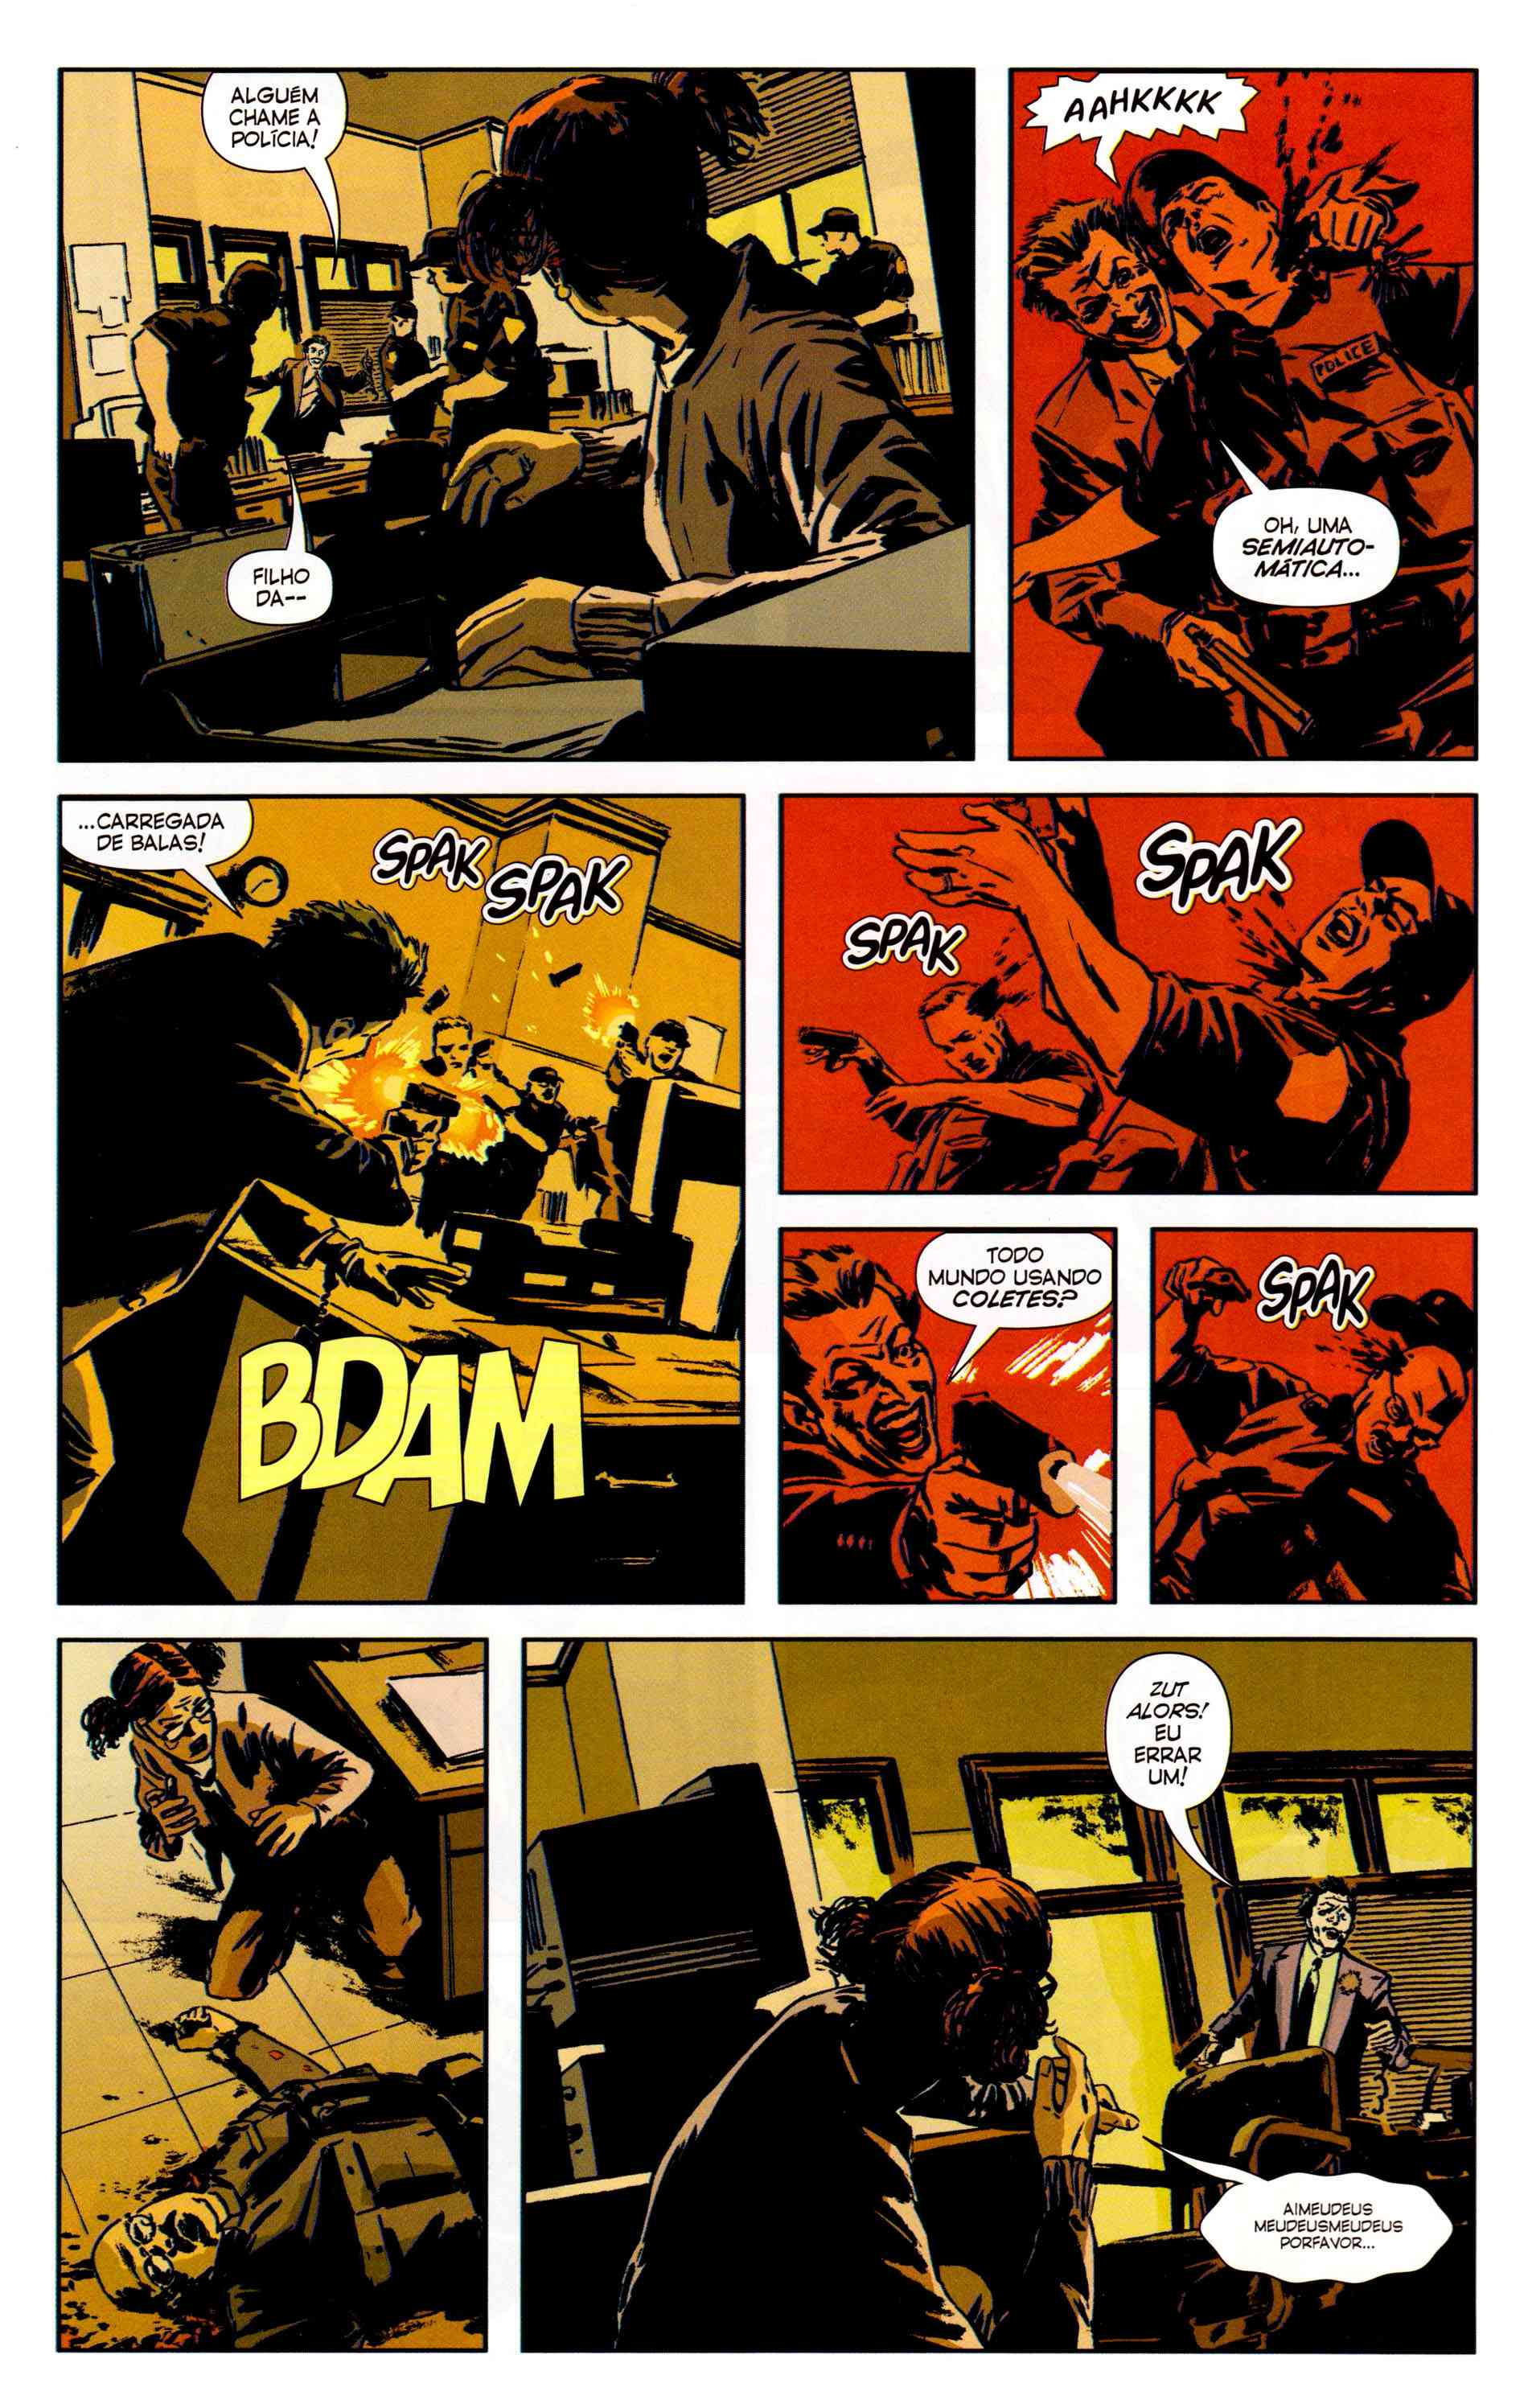 ALGUÉM
CHAME A
POLÍCIA!
FILHO
DA--
AAHKKKK
POLICE
OH, UMA
SEMIAUTO-
MÁTICA...
...CARREGADA
DE BALAS!
SPAK
SPAK
BDAM
SPAK
SPAK
TODO
MUNDO USANDO
COLETES?
SPAK
ZUT
ALORS!
EU
ERRAR
UM!
AIMEUDEUS
MEUDEUSMEUDEUS
PORFAVOR...